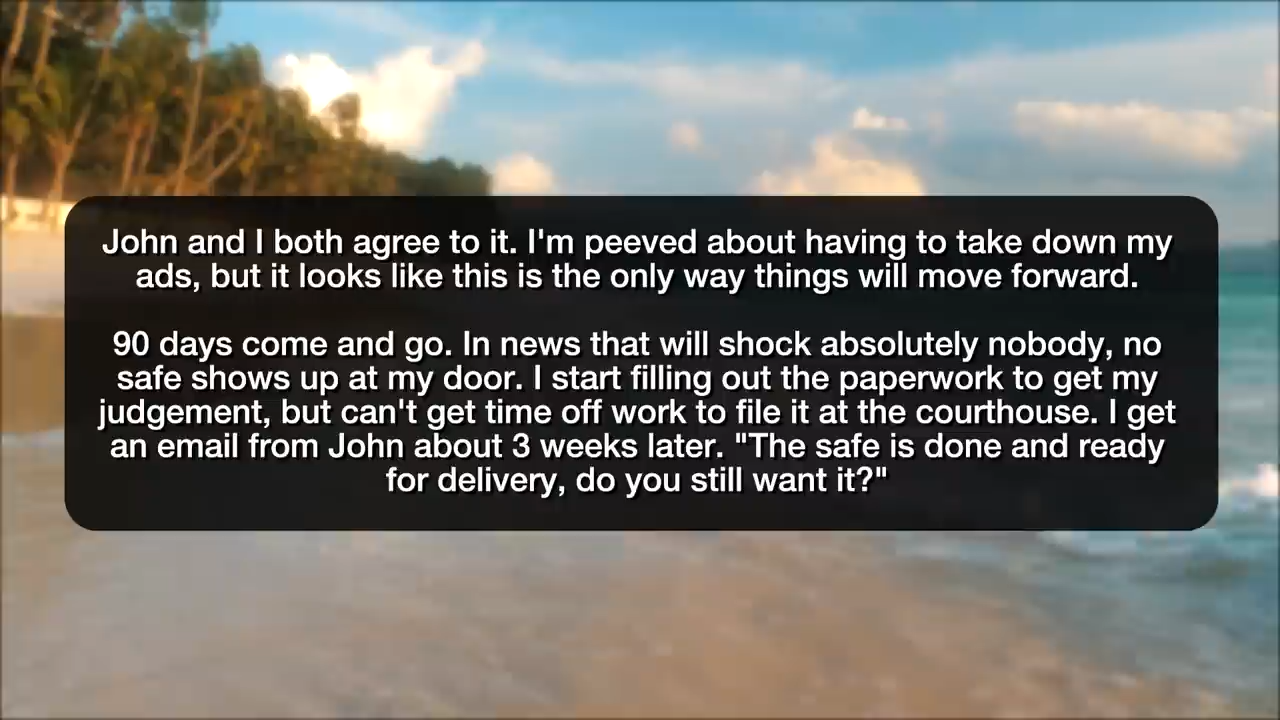 John and I both agree to it. I'm peeved about having to take down my
ads, but it looks like this is the only way things will move forward.
90 days come and go. In news that will shock absolutely nobody, no
safe shows up at my door. I start filling out the paperwork to get my
judgement, but can't get time off work to file it at the courthouse. I get
an email from John about 3 weeks later. "The safe is done and ready
for delivery, do you still want it?"